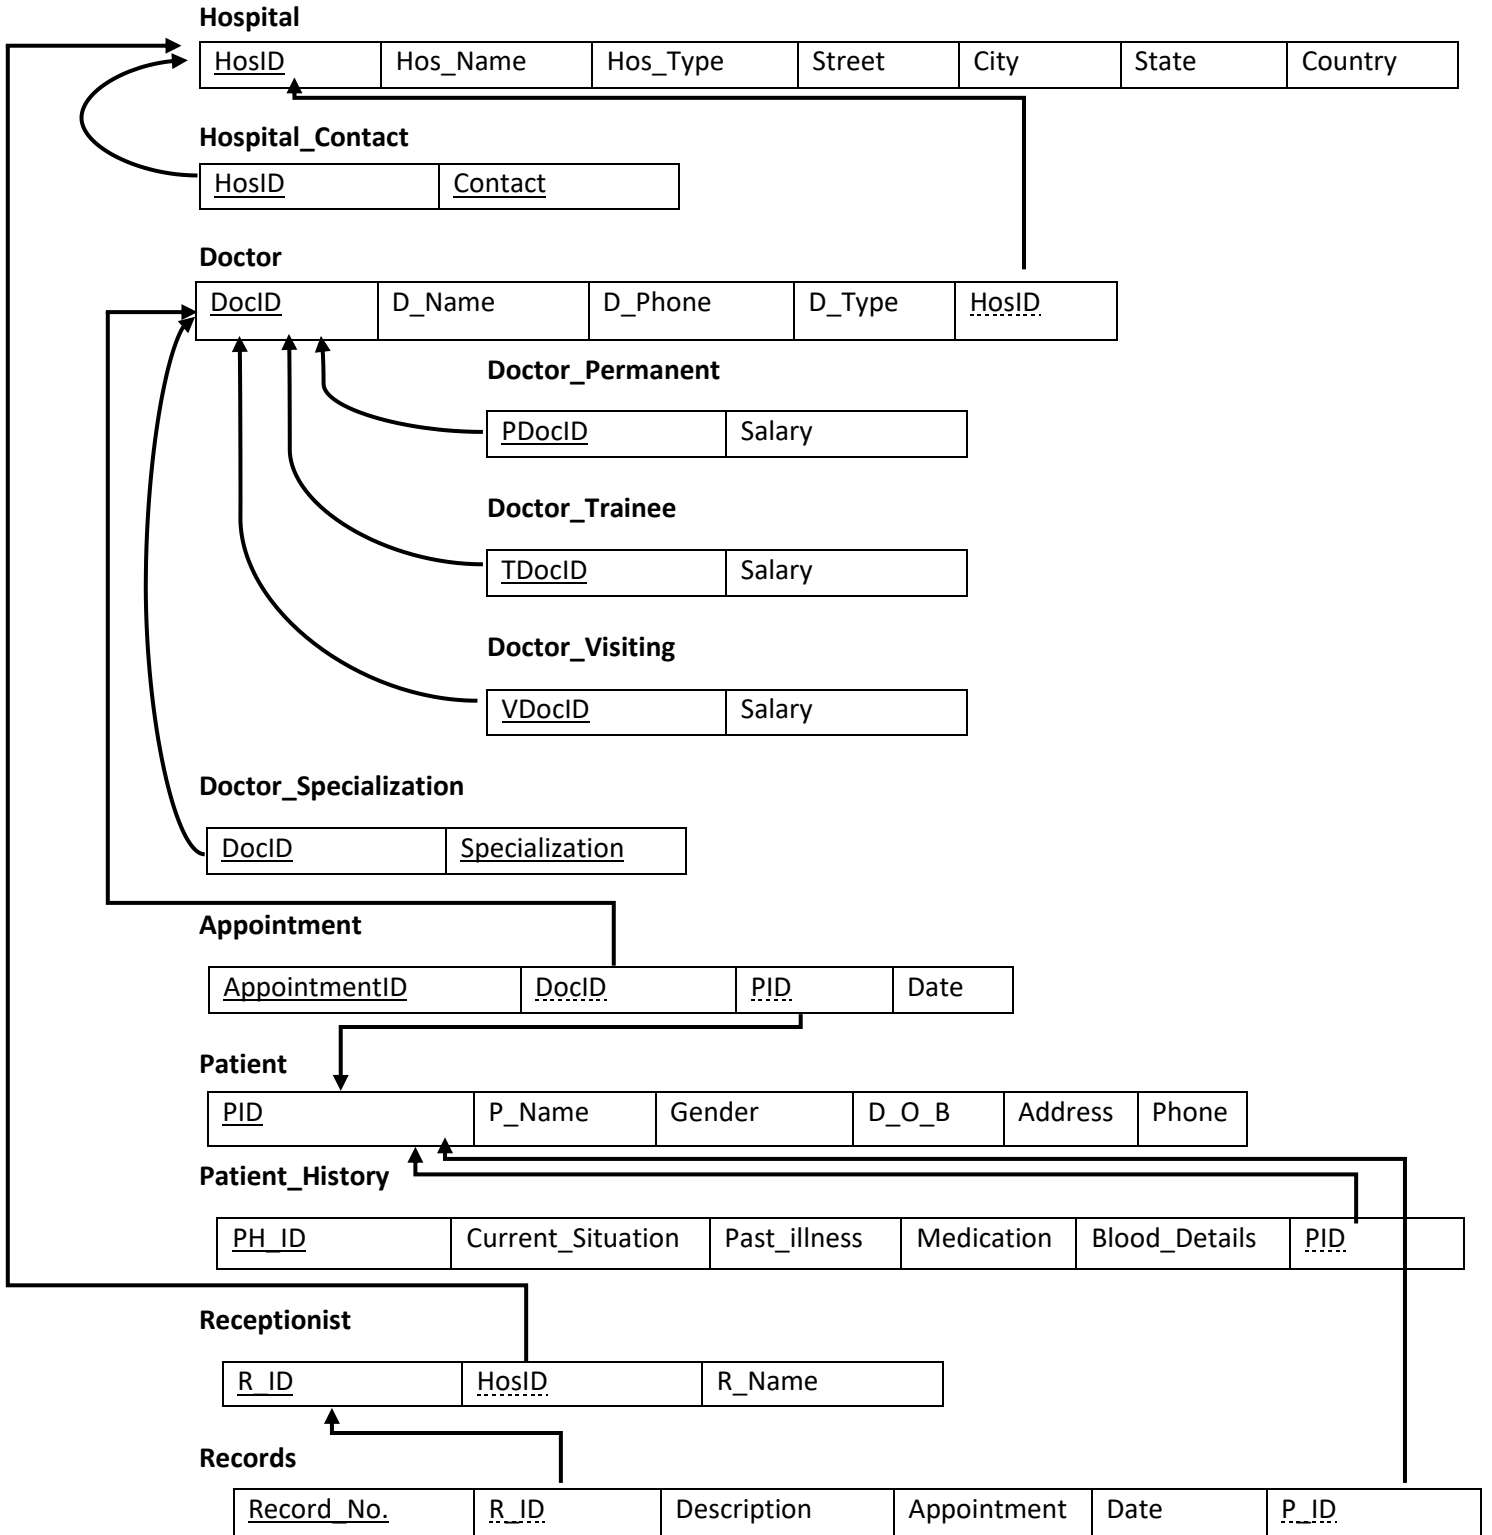 Hospital
HosID Hos_Name Hos_Type Street City State Country
Hospital_Contact
HosID Contact
Doctor
DocID D_Name D_Phone D_Type HosID
Doctor_Permanent
PDocID Salary
Doctor_Trainee
TDocID Salary
Doctor_Visiting
VDocID Salary
Doctor_Specialization
DocID Specialization
Appointment
AppointmentID DocID PID Date
Patient
PID P_Name Gender D_O_B Address Phone
Patient_History
PH_ID Current_Situation Past_illness Medication Blood_Details PID
Receptionist
R_ID HosID R_Name
Records
Record_No. R_ID Description Appointment Date P_ID